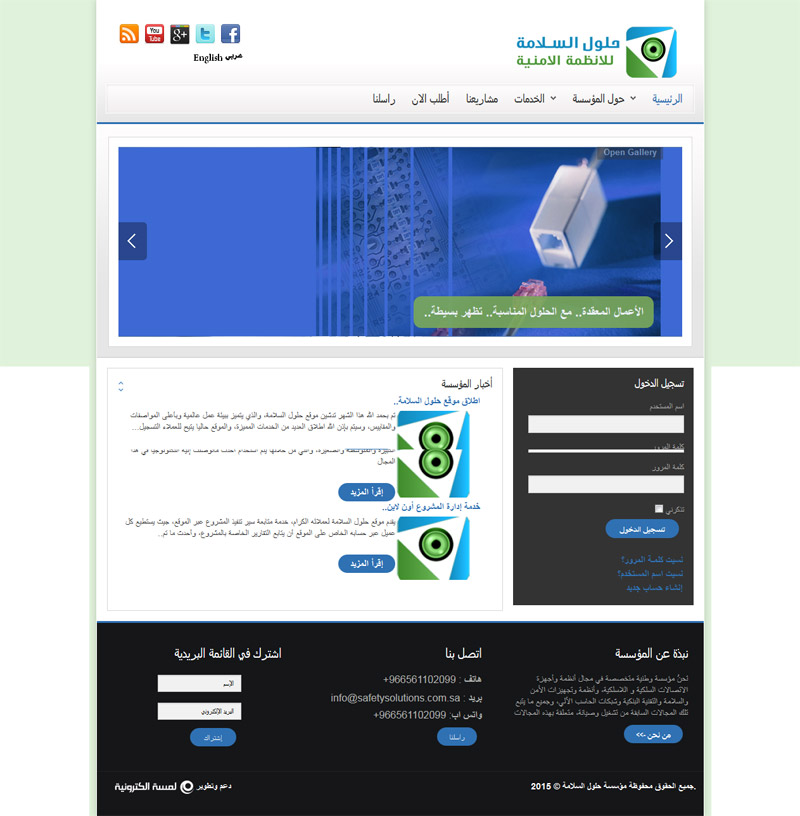 حلول السلامة
للانظمة الامنية
You
Tube
g+
English عربي
الرئيسية
حول المؤسسة
الخدمات
مشاريعنا
أطلب الان
راسلنا
Open Gallery
الأعمال المعقدة.. مع الحلول المناسبة.. تظهر بسيطة..
تسجيل الدخول
اسم المستخدم
كلمة المرور
كلمة المرور
تذكرني
تسجيل الدخول
نسيت كلمة المرور؟
نسيت اسم المستخدم؟
إنشاء حساب جديد
أخبار المؤسسة
اطلاق موقع حلول السلامة..
تم بحمد الله هذا الشهر تدشين موقع حلول السلامة، والذي يتميز ببيئة عمل عالمية وبأعلى المواصفات
والمقاييس، وسيتم بإذن الله اطلاق العديد من الخدمات المميزة، والموقع حاليا يتيح للعملاء التسجيل...
المجال
إقرأ المزيد
خدمة إدارة المشروع أون لاين..
يقدم موقع حلول السلامة لعملائه الكرام، خدمة متابعة سير تنفيذ المشروع عبر الموقع، حيث يستطيع كل
عميل عبر حسابه الخاص على الموقع أن يتابع التقارير الخاصة بالمشروع، وأحدث ما تم...
إقرأ المزيد
نبذة عن المؤسسة
نحنُ مؤسسة وطنية متخصصة في مجال أنظمة وأجهزة
الاتصالات السلكية و اللاسلكية، وأنظمة وتجهيزات الأمن
والسلامة والتقنية البنكية وشبكات الحاسب الآلي، وجميع ما يتبع
تلك المجالات السابقة من تشغيل وصيانة، متعلقة بهذه المجالات
من نحن ->>
اتصل بنا
هاتف : 966561102099+
بريد : info@safetysolutions.com.sa
واتس اب: 966561102099+
راسلنا
اشترك في القائمة البريدية
الإسم
البريد الإلكتروني
إشتراك
جميع الحقوق محفوظة مؤسسة حلول السلامة © 2015.
دعم وتطوير لمسة الكترونية